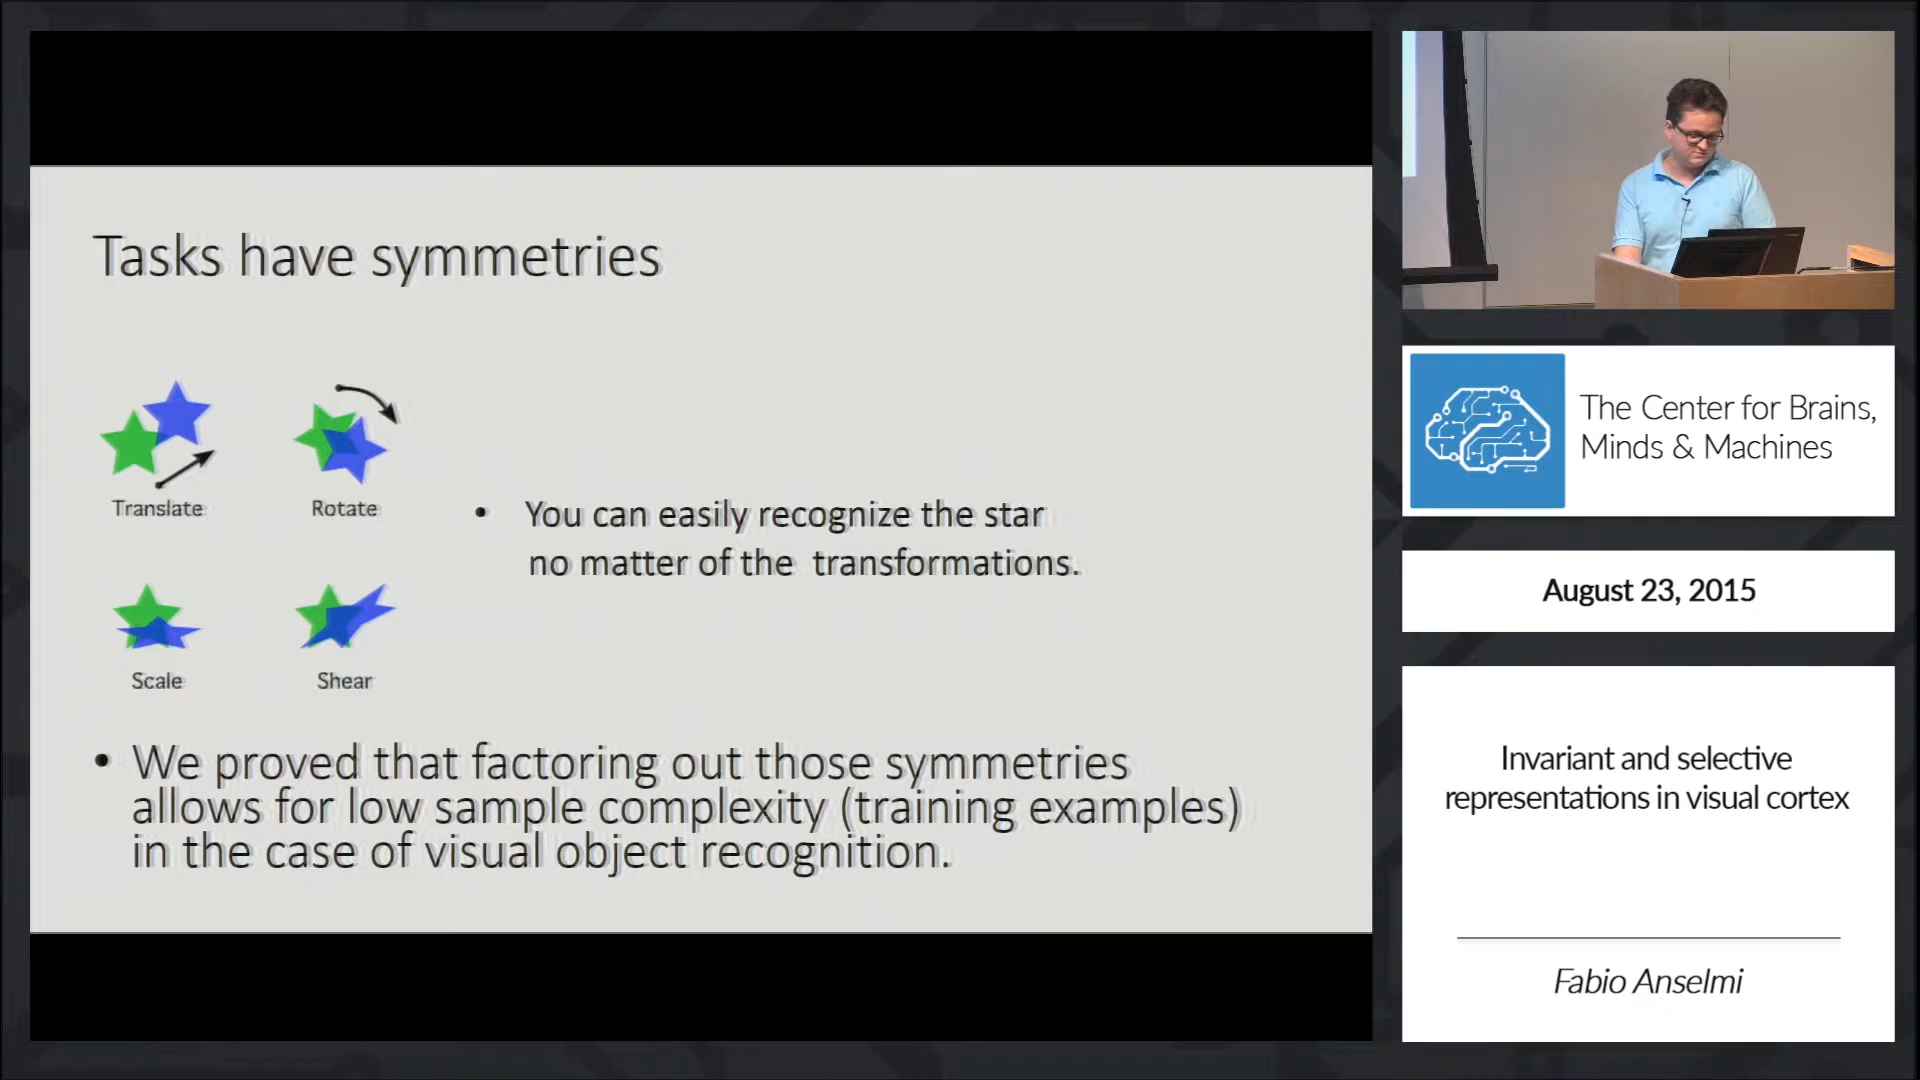 Tasks have symmetries
Translate
Rotate
Scale
Shear
• You can easily recognize the star
no matter of the transformations.
• We proved that factoring out those symmetries
allows for low sample complexity (training examples)
in the case of visual object recognition.
The Center for Brains,
Minds & Machines
August 23, 2015
Invariant and selective
representations in visual cortex
Fabio Anselmi